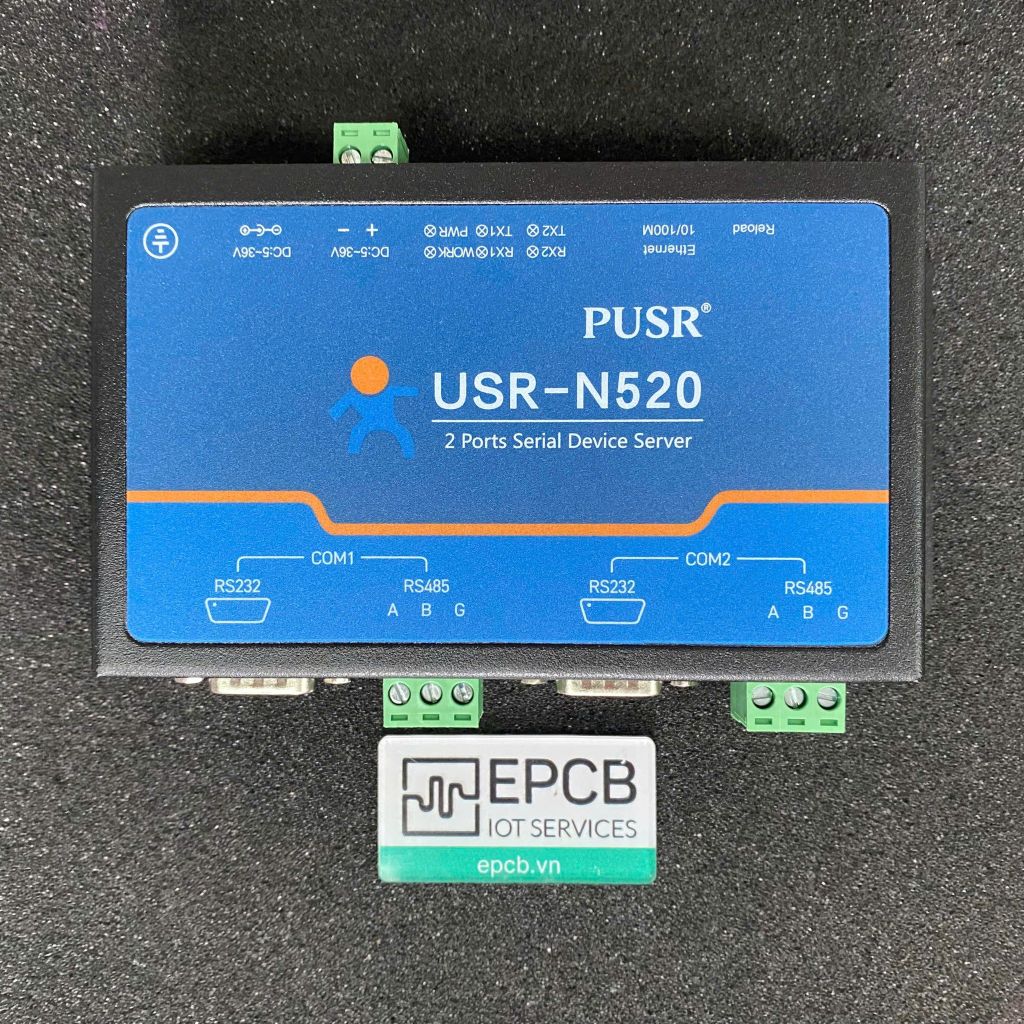 DC:5~36V
DC:5~36V
− +
PWR TX1 TX2
WORK RX1 RX2
Ethernet
10/100M
Reload
PUSR®
USR-N520
2 Ports Serial Device Server
COM1
RS232 RS485
A B G
COM2
RS232 RS485
A B G
EPCB
IOT SERVICES
epcb.vn